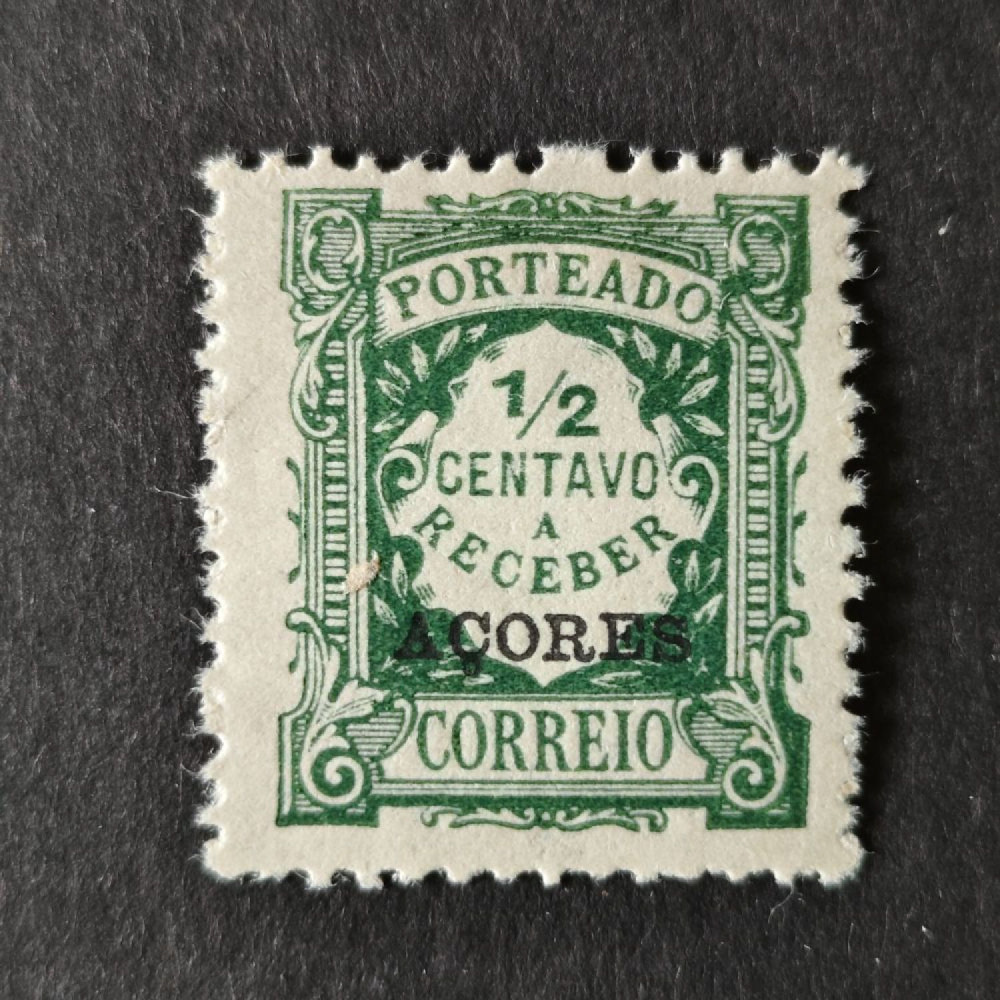 PORTEADO
1/2
CENTAVO
A
RECEBER
AÇORES
CORREIO